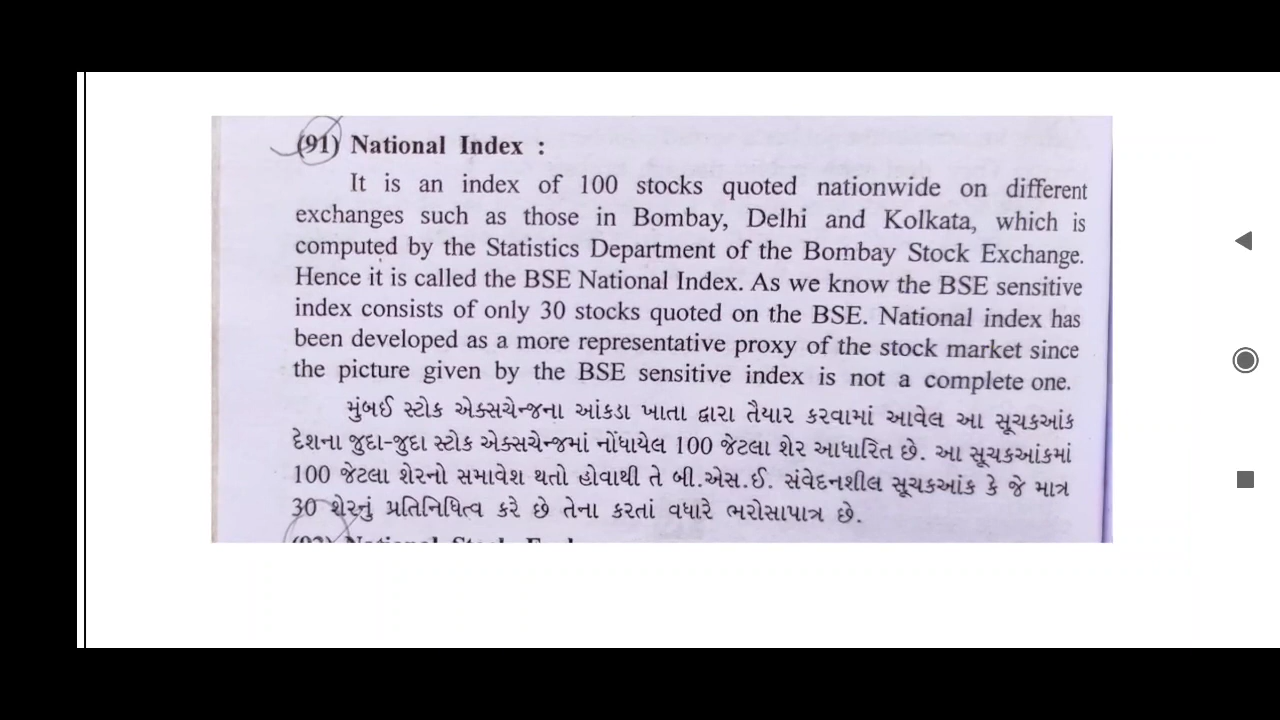 (91) National Index :
It is an index of 100 stocks quoted nationwide on different
exchanges such as those in Bombay, Delhi and Kolkata, which is
computed by the Statistics Department of the Bombay Stock Exchange.
Hence it is called the BSE National Index. As we know the BSE sensitive
index consists of only 30 stocks quoted on the BSE. National index has
been developed as a more representative proxy of the stock market since
the picture given by the BSE sensitive index is not a complete one.
મુંબઈ સ્ટોક એક્સચેન્જના આંકડા ખાતા દ્વારા તૈયાર કરવામાં આવેલ આ સૂચકઆંક
દેશના જુદા-જુદા સ્ટોક એક્સચેન્જમાં નોંધાયેલ 100 જેટલા શેર આધારિત છે. આ સૂચકઆંકમાં
100 જેટલા શેરનો સમાવેશ થતો હોવાથી તે બી.એસ.ઈ. સંવેદનશીલ સૂચકઆંક કે જે માત્ર
30 શેરનું પ્રતિનિધિત્વ કરે છે તેના કરતાં વધારે ભરોસાપાત્ર છે.